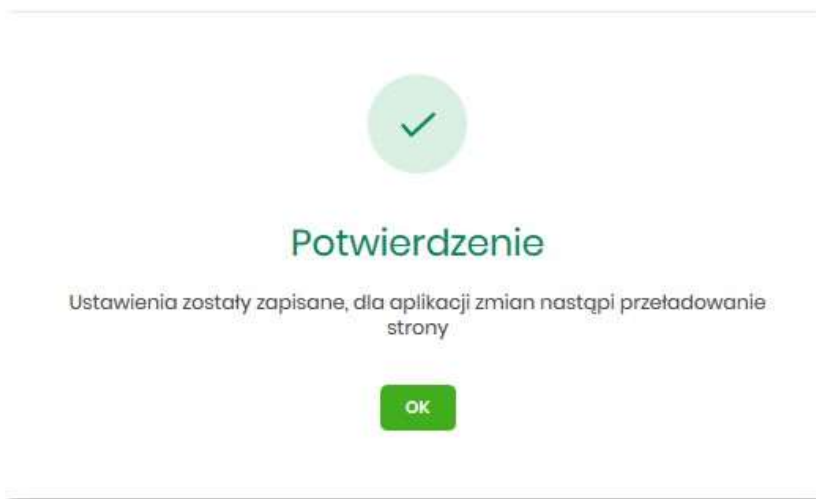 Potwierdzenie
Ustawienia zostały zapisane, dla aplikacji zmian nastąpi przeładowanie
strony
OK